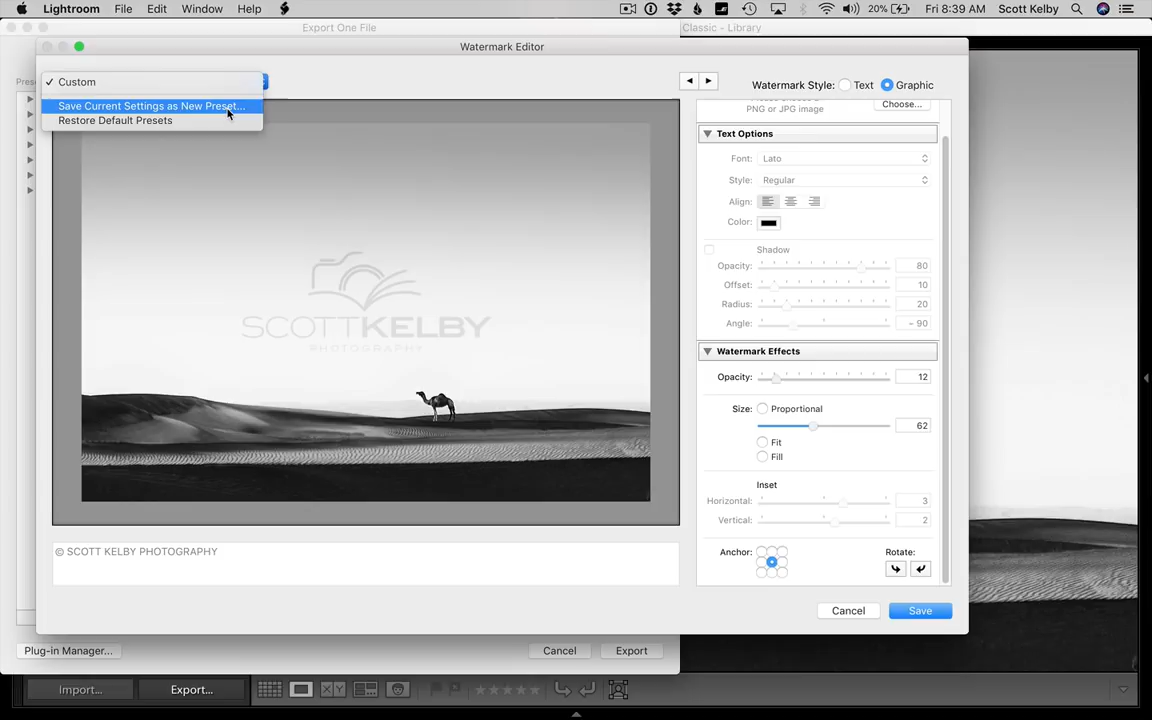 Lightroom File Edit Window Help 20% Fri 8:39 AM Scott Kelby
Export One File Classic - Library
Watermark Editor
Custom
Save Current Settings as New Preset...
Restore Default Presets
Watermark Style: Text Graphic
PNG or JPG image Choose...
Text Options
Font: Lato
Style: Regular
Align:
Color:
Shadow
Opacity: 80
Offset: 10
Radius: 20
Angle: - 90
Watermark Effects
Opacity: 12
Size: Proportional
62
Fit
Fill
Inset
Horizontal: 3
Vertical: 2
Anchor: Rotate:
SCOTTKELBY
PHOTOGRAPHY
© SCOTT KELBY PHOTOGRAPHY
Cancel Save
Plug-in Manager... Cancel Export
Import... Export... XY